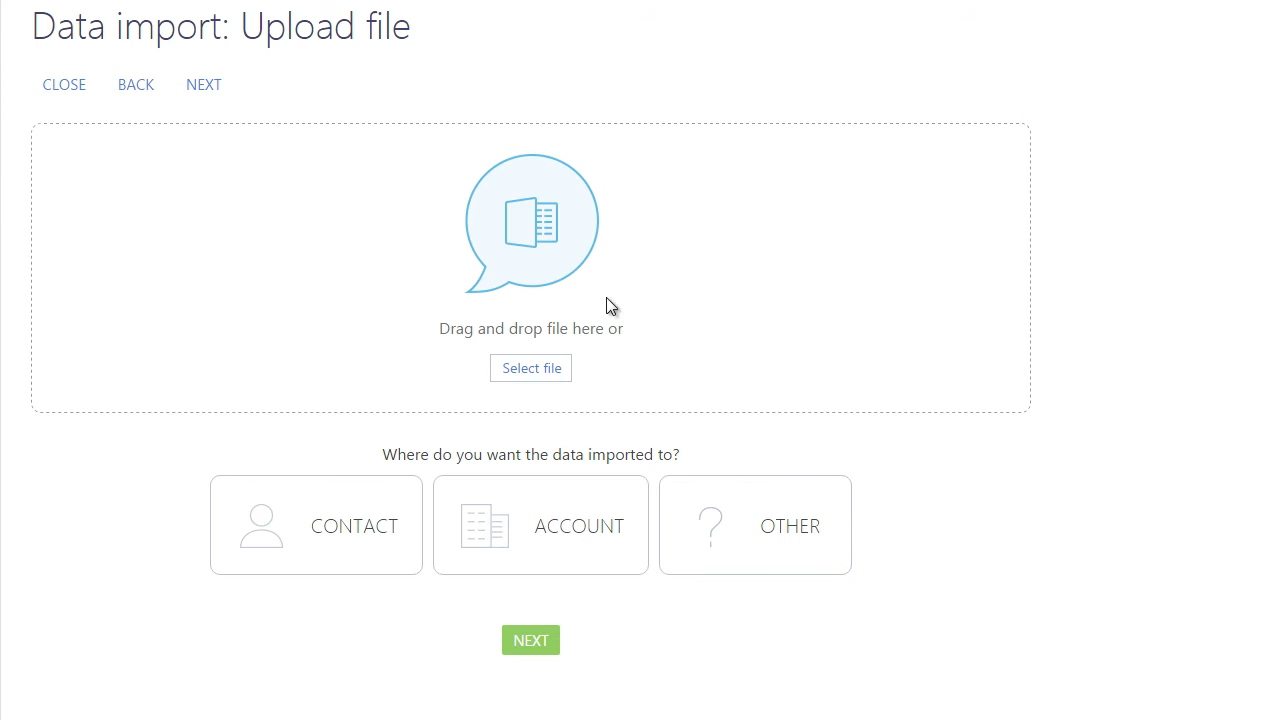 Data import: Upload file
CLOSE BACK NEXT
Drag and drop file here or
Select file
Where do you want the data imported to?
CONTACT ACCOUNT OTHER
NEXT